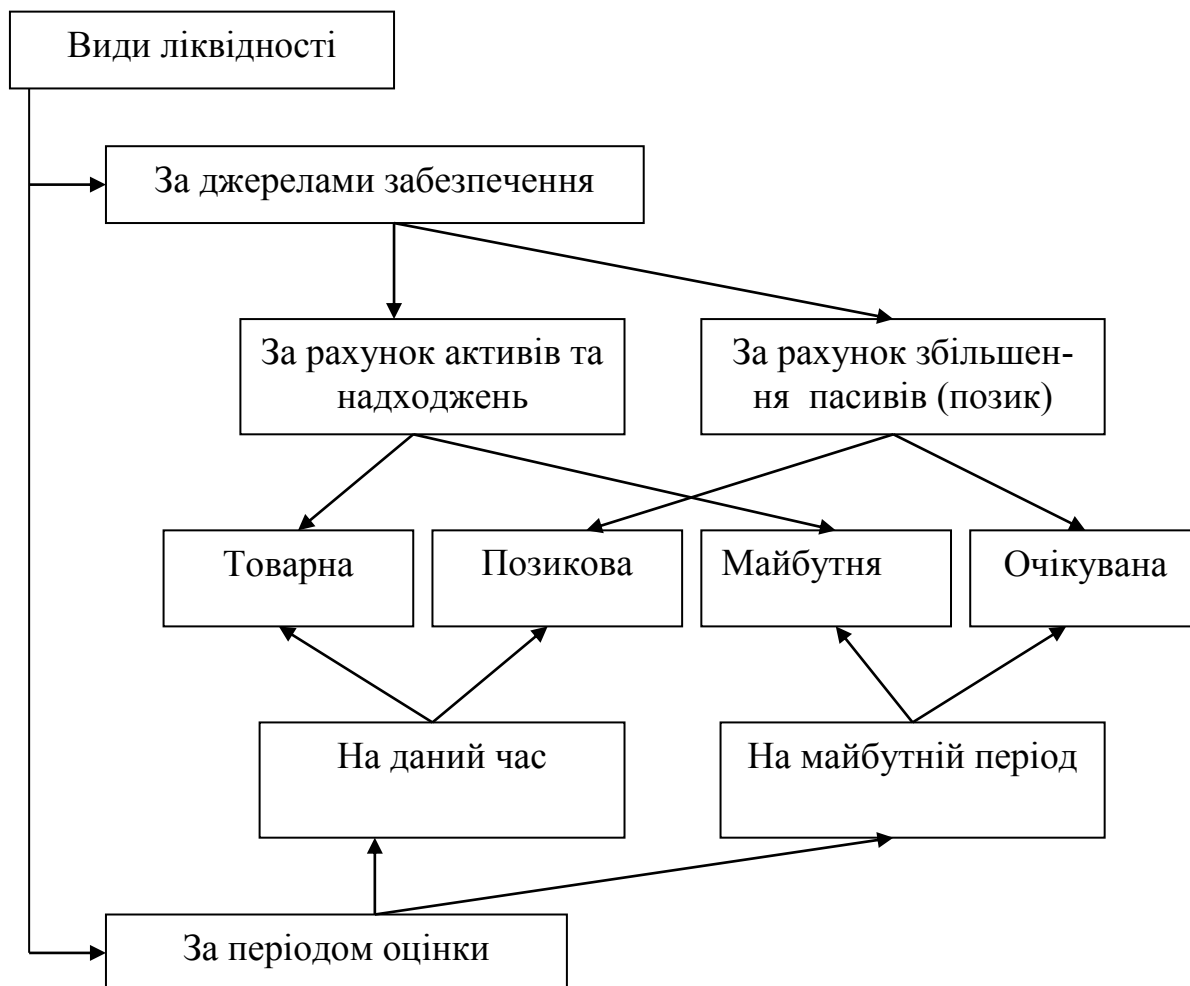 Види ліквідності
За джерелами забезпечення
За рахунок активів та
надходжень
За рахунок збільшен-
ня пасивів (позик)
Товарна
Позикова
Майбутня
Очікувана
На даний час
На майбутній період
За періодом оцінки